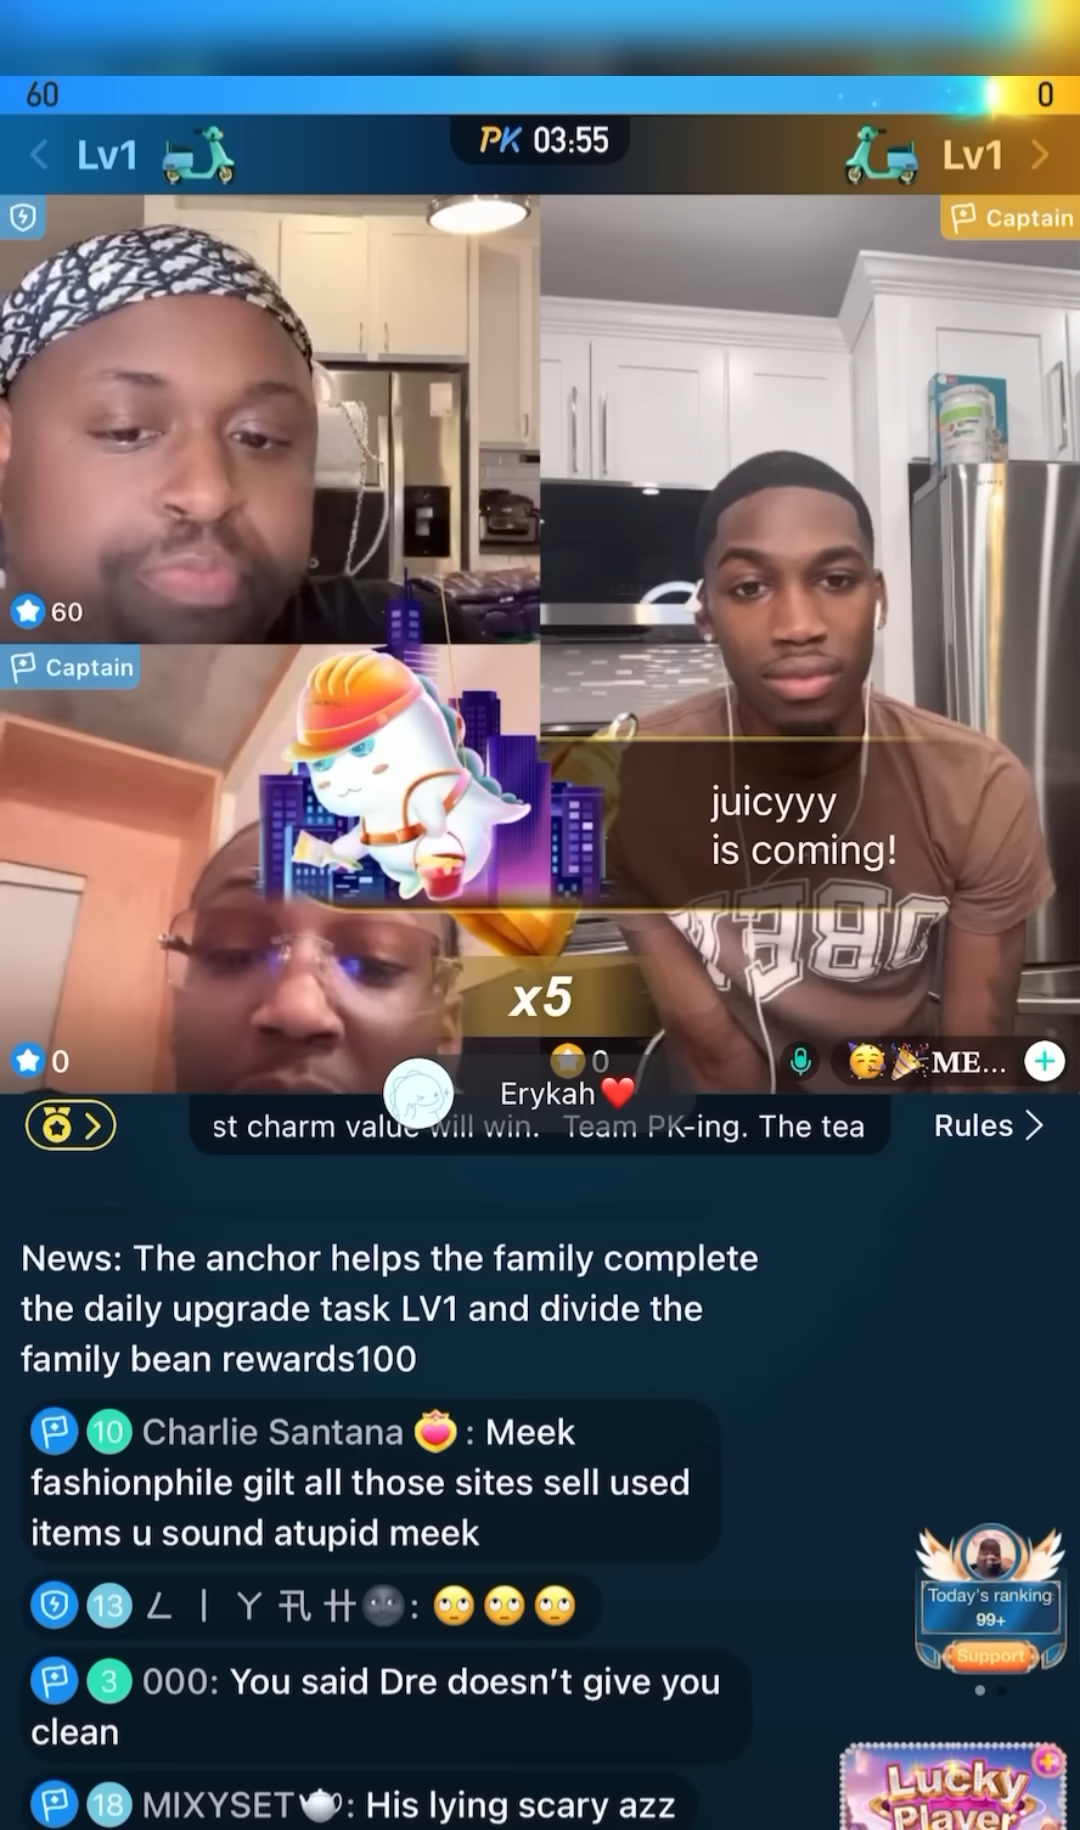 60
0
Lv1
PK 03:55
Lv1
Captain
60
Captain
juicyyy
is coming!
x5
0
0
🥳🎉ME...
Erykah❤️
st charm value will win. Team PK-ing. The tea
Rules
News: The anchor helps the family complete
the daily upgrade task LV1 and divide the
family bean rewards100
10 Charlie Santana : Meek
fashionphile gilt all those sites sell used
items u sound atupid meek
13 ㄥ丨丫卂卄🌚: 🙄🙄🙄
3 000: You said Dre doesn't give you
clean
18 MIXYSET: His lying scary azz
Today's ranking
99+
Support
Lucky
Player